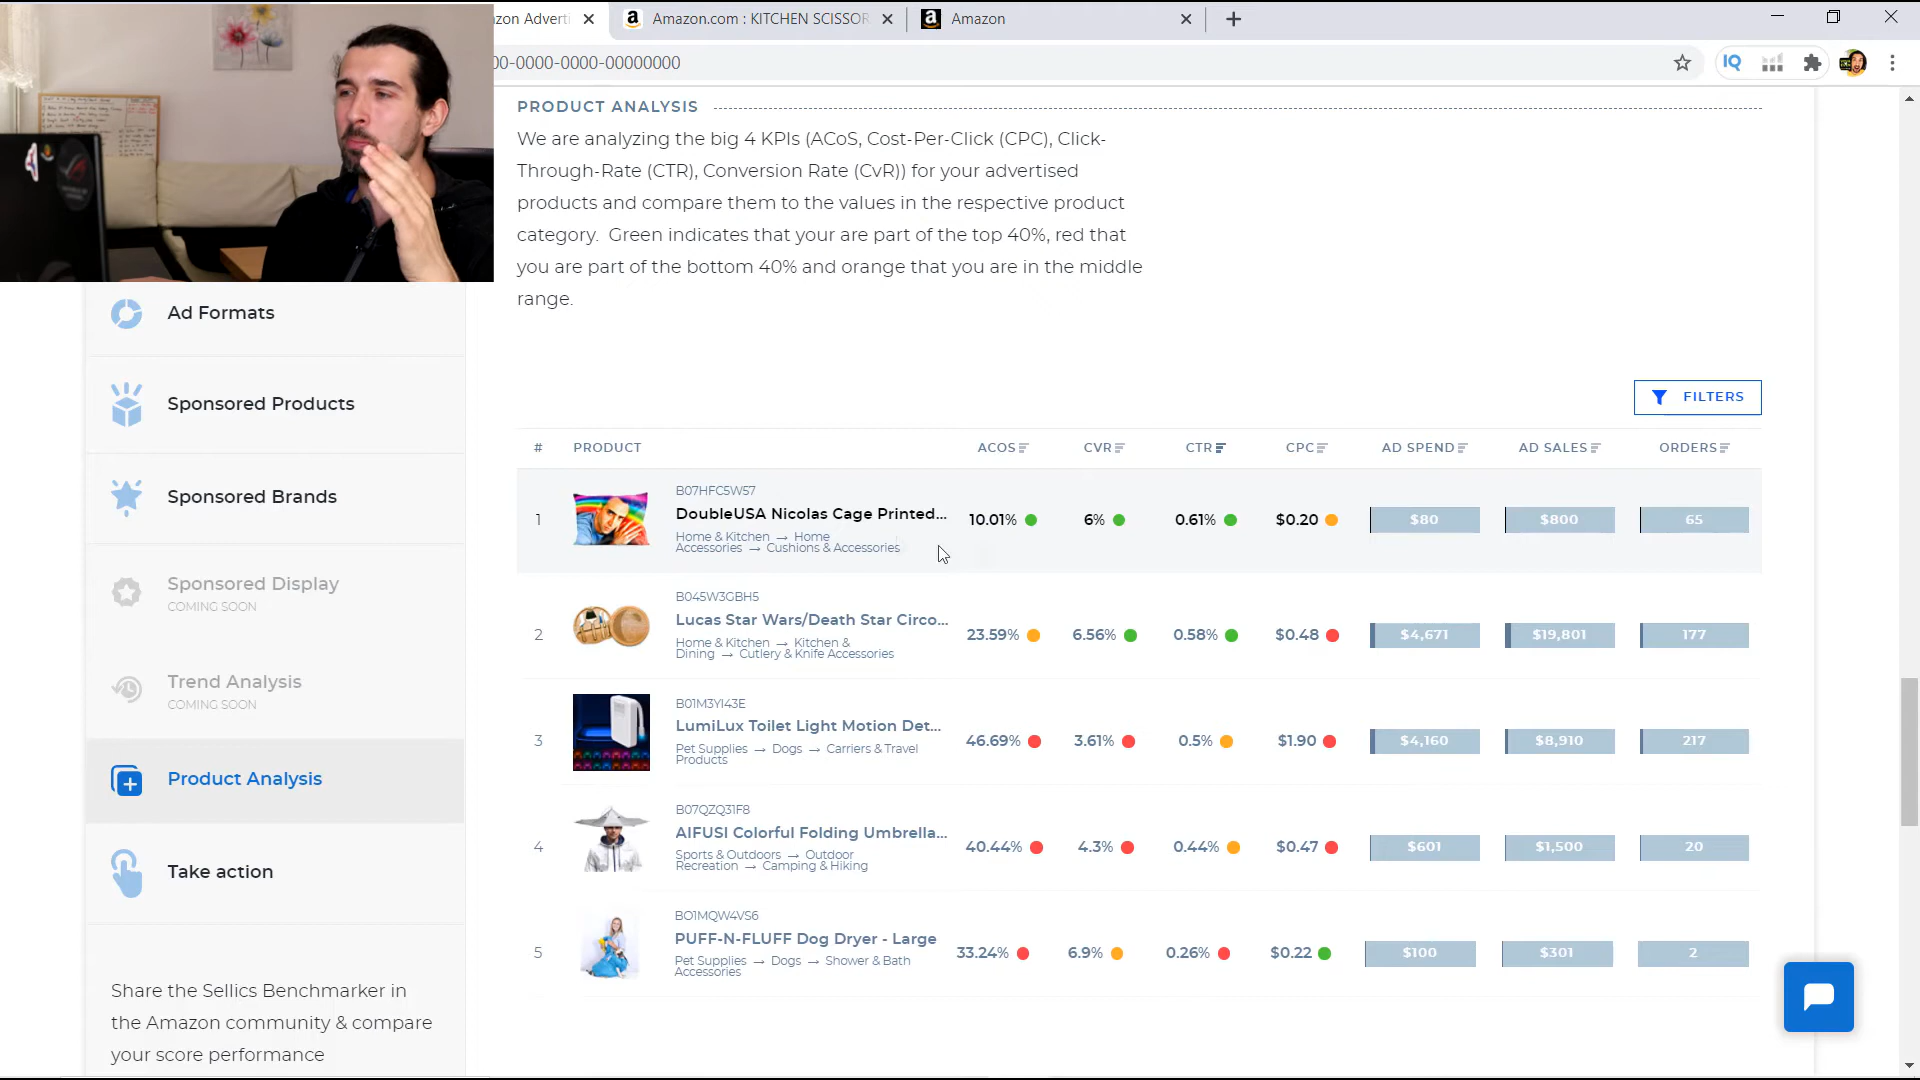 zon Adverti
Amazon.com : KITCHEN SCISSOR
Amazon
00-0000-0000-00000000
IQ
PRODUCT ANALYSIS
We are analyzing the big 4 KPIs (ACoS, Cost-Per-Click (CPC), Click-
Through-Rate (CTR), Conversion Rate (CvR)) for your advertised
products and compare them to the values in the respective product
category. Green indicates that your are part of the top 40%, red that
you are part of the bottom 40% and orange that you are in the middle
range.
Ad Formats
Sponsored Products
Sponsored Brands
Sponsored Display
COMING SOON
Trend Analysis
COMING SOON
Product Analysis
Take action
Share the Sellics Benchmarker in
the Amazon community & compare
your score performance
FILTERS
# PRODUCT ACOS CVR CTR CPC AD SPEND AD SALES ORDERS
B07HFC5W57
1 DoubleUSA Nicolas Cage Printed... 10.01% 6% 0.61% $0.20 $80 $800 65
Home & Kitchen → Home
Accessories → Cushions & Accessories
B045W3GBH5
2 Lucas Star Wars/Death Star Circo... 23.59% 6.56% 0.58% $0.48 $4,671 $19,801 177
Home & Kitchen → Kitchen &
Dining → Cutlery & Knife Accessories
B01M3YI43E
3 LumiLux Toilet Light Motion Det... 46.69% 3.61% 0.5% $1.90 $4,160 $8,910 217
Pet Supplies → Dogs → Carriers & Travel
Products
B07QZQ31F8
4 AIFUSI Colorful Folding Umbrella... 40.44% 4.3% 0.44% $0.47 $601 $1,500 20
Sports & Outdoors → Outdoor
Recreation → Camping & Hiking
BO1MQW4VS6
5 PUFF-N-FLUFF Dog Dryer - Large 33.24% 6.9% 0.26% $0.22 $100 $301 2
Pet Supplies → Dogs → Shower & Bath
Accessories